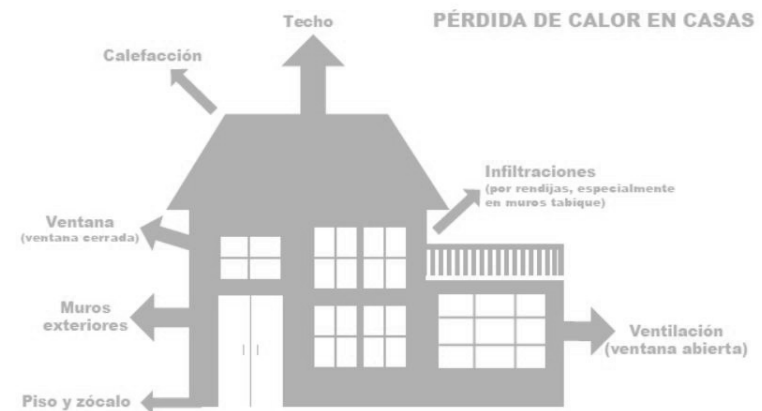 PÉRDIDA DE CALOR EN CASAS
Techo
Calefacción
Infiltraciones
(por rendijas, especialmente
en muros tabique)
Ventana
(ventana cerrada)
Muros
exteriores
Ventilación
(ventana abierta)
Piso y zócalo